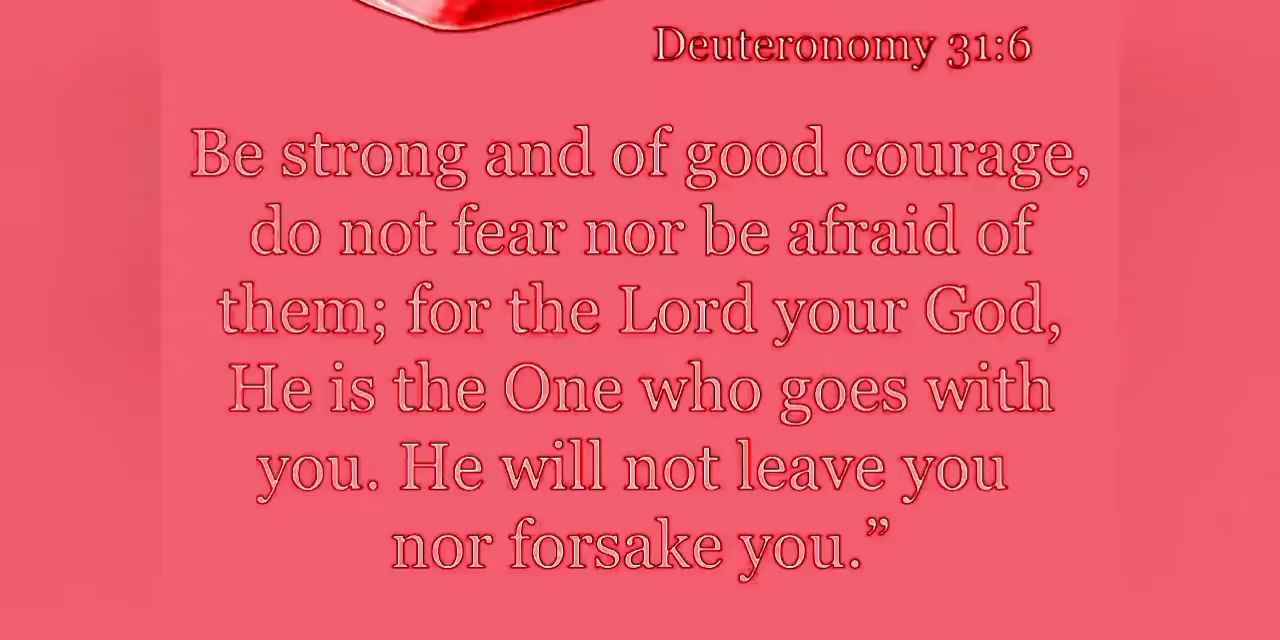 Deuteronomy 31:6
Be strong and of good courage,
do not fear nor be afraid of
them; for the Lord your God,
He is the One who goes with
you. He will not leave you
nor forsake you.”